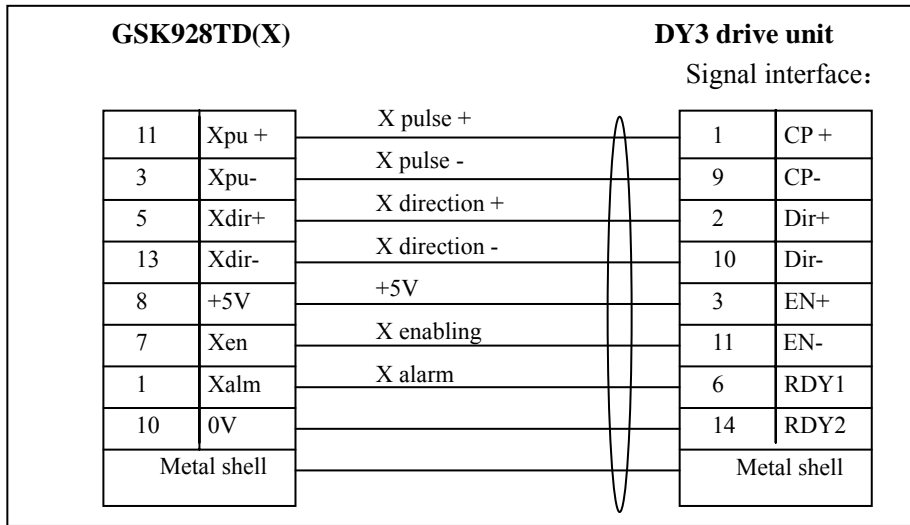 GSK928TD(X) DY3 drive unit
Signal interface：
11 Xpu + X pulse + 1 CP +
3 Xpu- X pulse - 9 CP-
5 Xdir+ X direction + 2 Dir+
13 Xdir- X direction - 10 Dir-
8 +5V +5V 3 EN+
7 Xen X enabling 11 EN-
1 Xalm X alarm 6 RDY1
10 0V 14 RDY2
Metal shell Metal shell